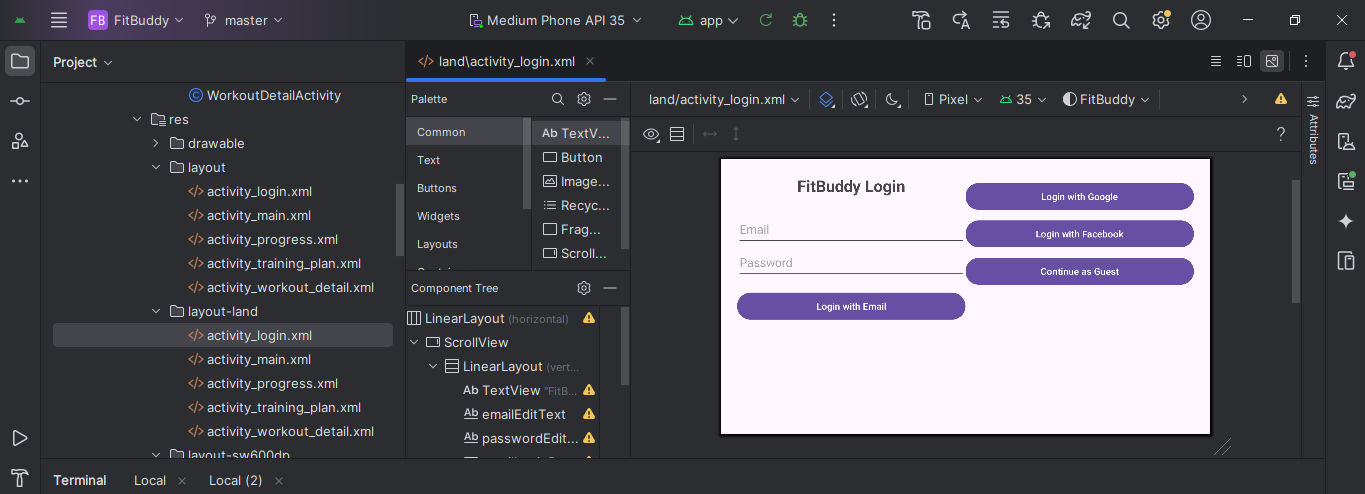 FB FitBuddy master Medium Phone API 35 app
Project
WorkoutDetailActivity
res
drawable
layout
activity_login.xml
activity_main.xml
activity_progress.xml
activity_training_plan.xml
activity_workout_detail.xml
layout-land
activity_login.xml
activity_main.xml
activity_progress.xml
activity_training_plan.xml
activity_workout_detail.xml
layout-sw600dp
land\activity_login.xml
Palette
Common
Text
Buttons
Widgets
Layouts
Ab TextV...
Button
Image...
Recyc...
Frag...
Scroll...
Component Tree
LinearLayout (horizontal)
ScrollView
LinearLayout (vert...
Ab TextView "FitB...
Ab emailEditText
Ab passwordEdit...
land/activity_login.xml Pixel 35 FitBuddy
?
FitBuddy Login
Email
Password
Login with Email
Login with Google
Login with Facebook
Continue as Guest
Attributes
Terminal Local Local (2)